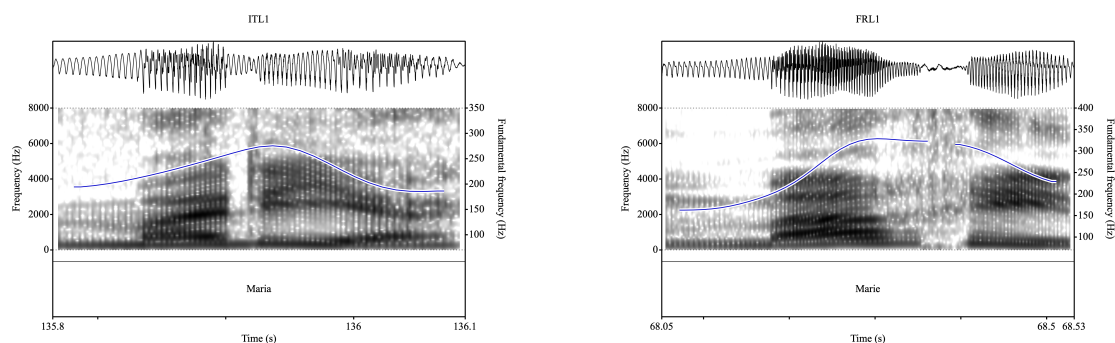 ITL1
8000
6000
4000
2000
0
Frequency (Hz)
350
300
250
200
150
100
Fundamental frequency (Hz)
Maria
135.8
136
136.1
Time (s)
FRL1
8000
6000
4000
2000
0
Frequency (Hz)
400
350
300
250
200
150
100
Fundamental frequency (Hz)
Marie
68.05
68.5
68.53
Time (s)